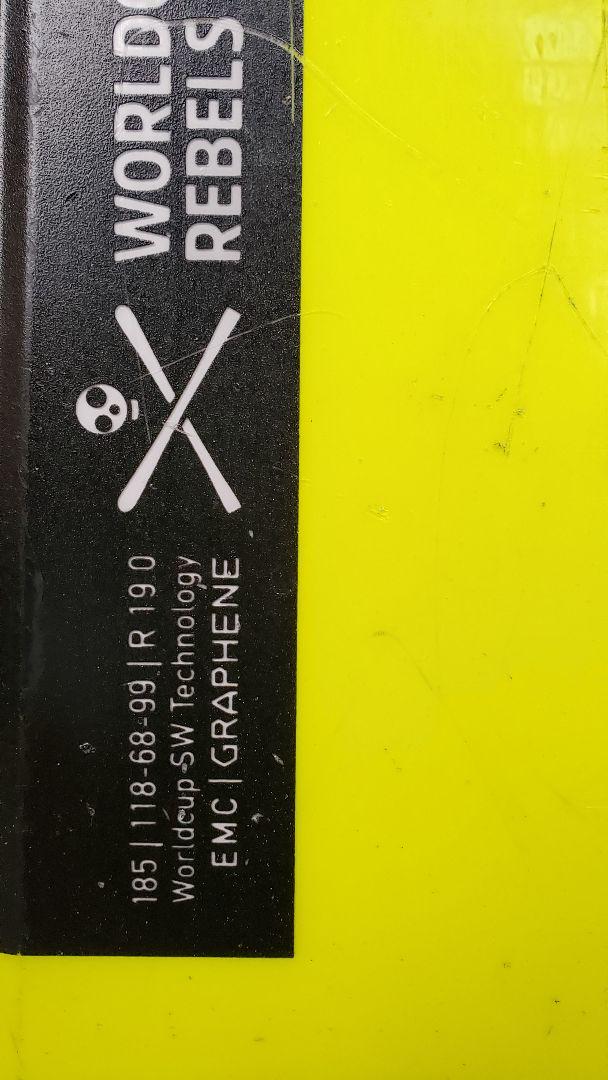 WORLDC
REBELS
185 | 118-68-99 | R 19.0
Worldcup SW Technology
EMC | GRAPHENE